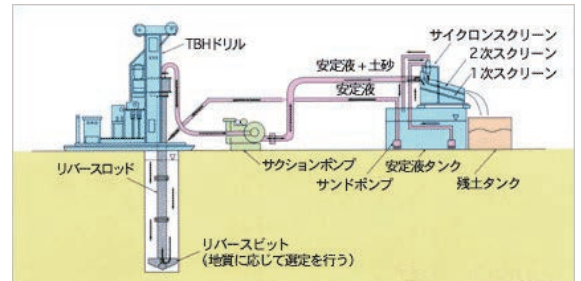 TBHドリル
サイクロンスクリーン
2次スクリーン
1次スクリーン
安定液+土砂
安定液
リバースロッド
サクションポンプ
サンドポンプ
安定液タンク
残土タンク
リバースビット
(地質に応じて選定を行う)